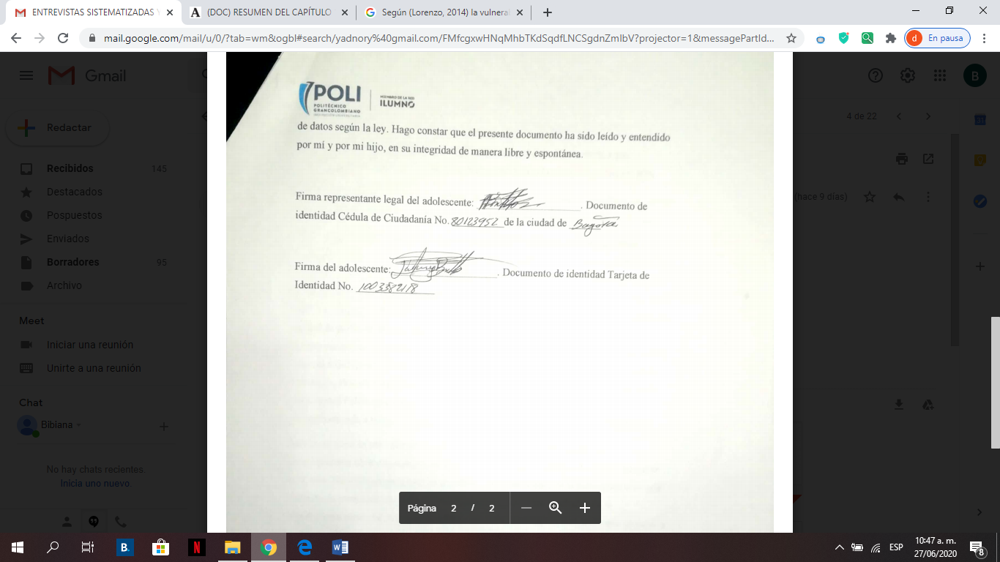 ENTREVISTAS SISTEMATIZADAS Y
(DOC) RESUMEN DEL CAPÍTULO
Según (Lorenzo, 2014) la vulneral
mail.google.com/mail/u/0/?tab=wm&ogbl#search/yadnory%40gmail.com/FMfcgxwHNqMhbTKdSqdfLNCSgdnZmlbV?projector=1&messagePartId...
d En pausa
Gmail
B
Redactar
4 de 22
Recibidos 145
Destacados
Pospuestos
(hace 9 días)
Enviados
Borradores 95
Archivo
Meet
Iniciar una reunión
Unirte a una reunión
Chat
Bibiana
No hay chats recientes.
Inicia uno nuevo.
POLI
POLITÉCNICO
GRANCOLOMBIANO
INSTITUCIÓN UNIVERSITARIA
MIEMBRO DE LA RED
ILUMNO
de datos según la ley. Hago constar que el presente documento ha sido leído y entendido
por mí y por mi hijo, en su integridad de manera libre y espontánea.
Firma representante legal del adolescente: . Documento de
identidad Cédula de Ciudadanía No. 80123952 de la ciudad de Bogotá
Firma del adolescente: . Documento de identidad Tarjeta de
Identidad No. 1003382118
Página 2 / 2
B.
N
ESP
10:47 a. m.
27/06/2020
8